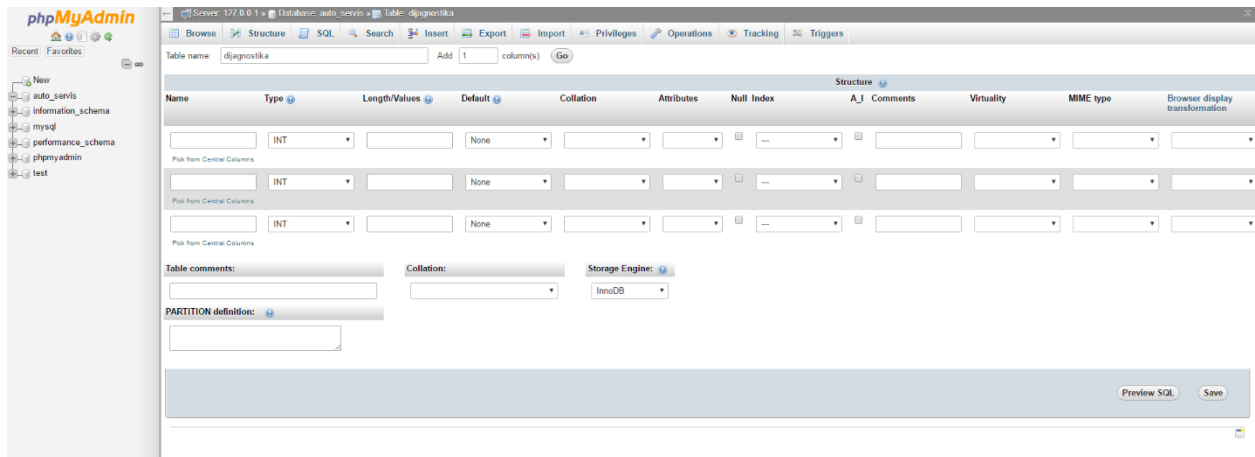 phpMyAdmin
Recent Favorites
New
auto_servis
information_schema
mysql
performance_schema
phpmyadmin
test
Server: 127.0.0.1 » Database: auto_servis » Table: dijagnostika
Browse Structure SQL Search Insert Export Import Privileges Operations Tracking Triggers
Table name: dijagnostika Add 1 column(s) Go
Structure
Name Type Length/Values Default Collation Attributes Null Index A_I Comments Virtuality MIME type Browser display
transformation
INT None ---
Pick from Central Columns
INT None ---
Pick from Central Columns
INT None ---
Pick from Central Columns
Table comments: Collation: Storage Engine:
InnoDB
PARTITION definition:
Preview SQL Save